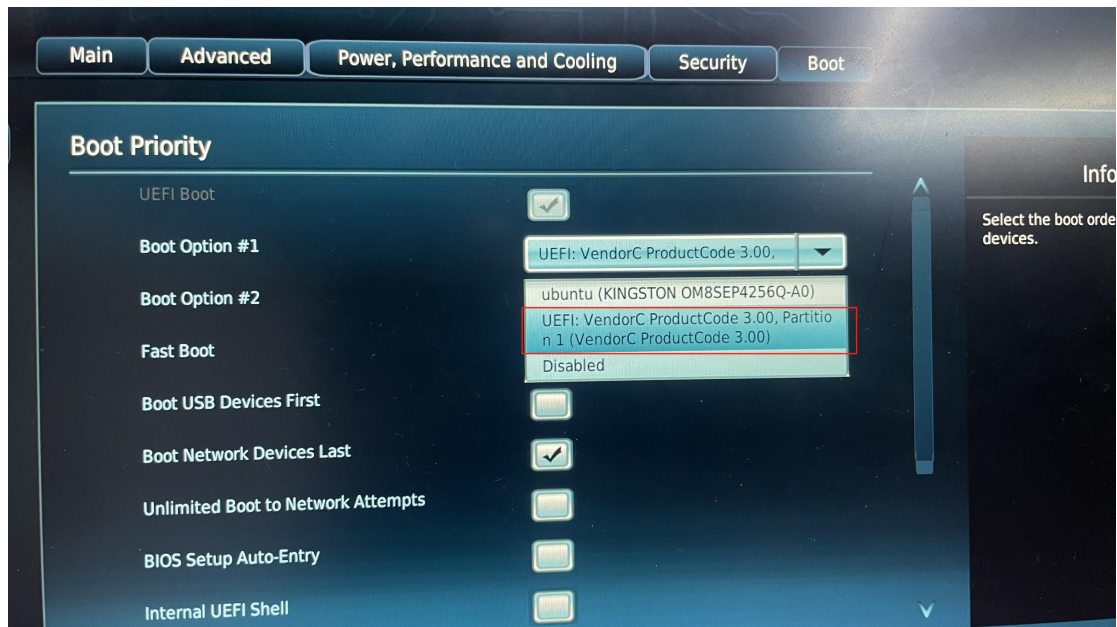 Main
Advanced
Power, Performance and Cooling
Security
Boot
Boot Priority
Info
UEFI Boot
Select the boot orde
devices.
Boot Option #1
UEFI: VendorC ProductCode 3.00,
Boot Option #2
ubuntu (KINGSTON OM8SEP4256Q-A0)
UEFI: VendorC ProductCode 3.00, Partitio
n 1 (VendorC ProductCode 3.00)
Fast Boot
Disabled
Boot USB Devices First
Boot Network Devices Last
Unlimited Boot to Network Attempts
BIOS Setup Auto-Entry
Internal UEFI Shell